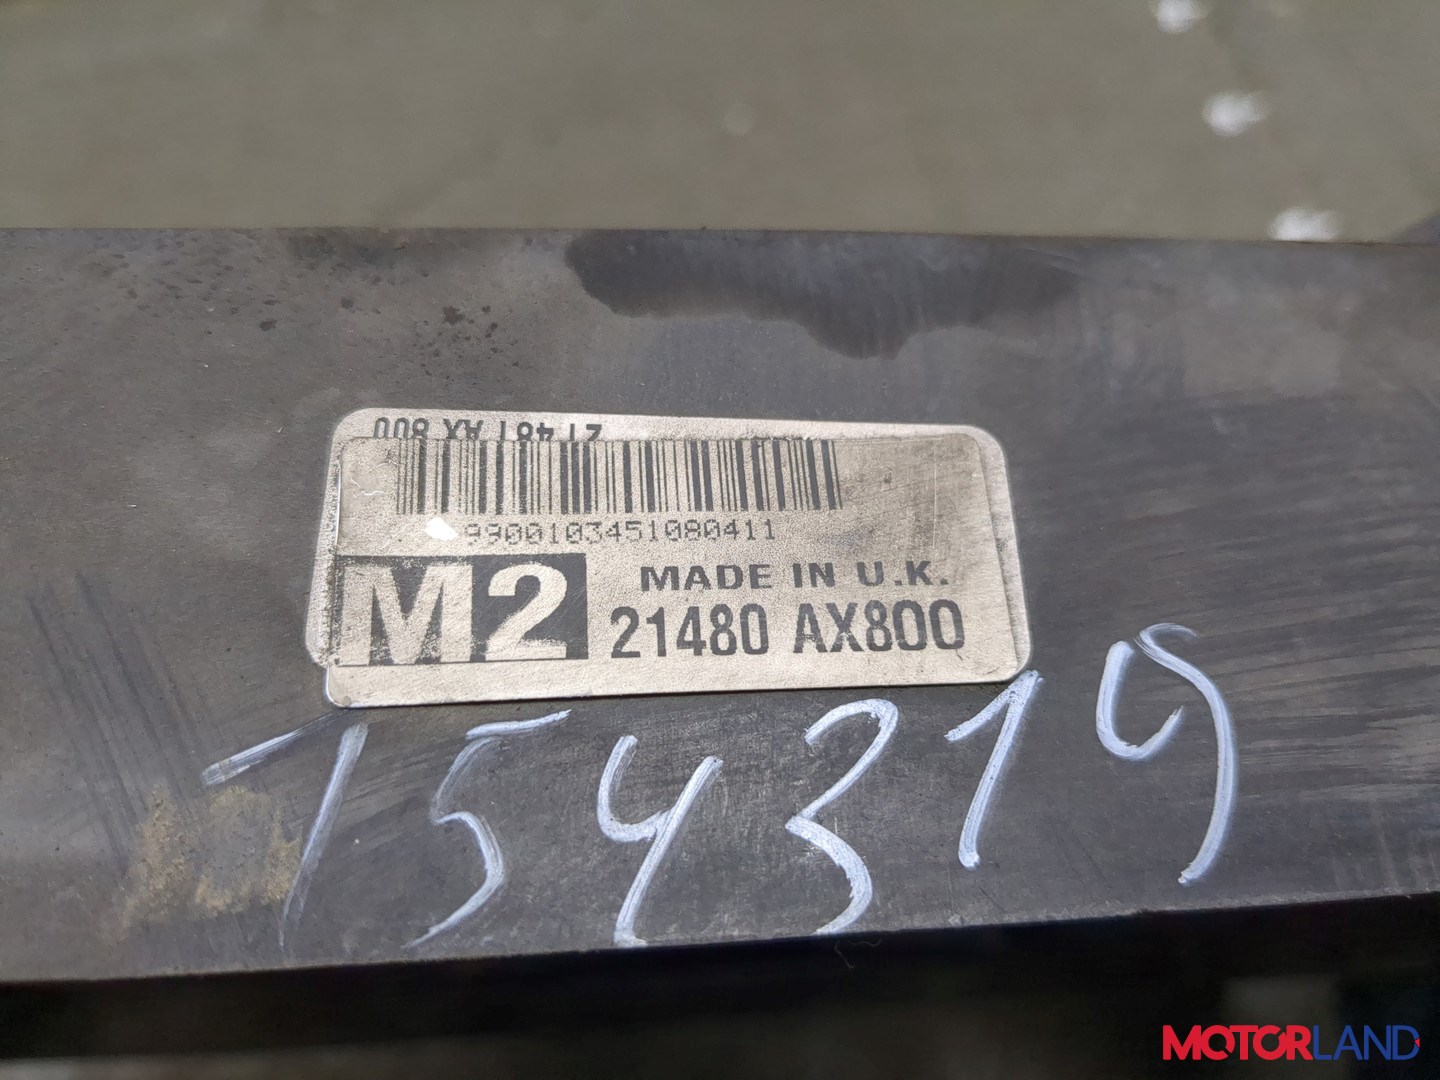 21481 AX 800
9900103451080411
M2
MADE IN U.K.
21480 AX800
154319
MOTORLAND